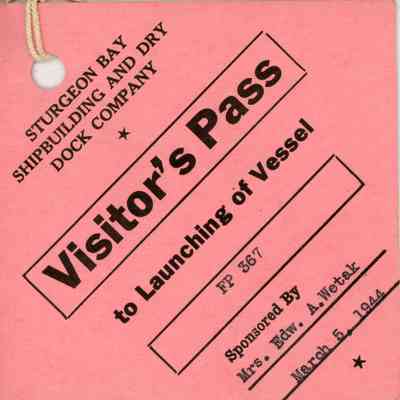 STURGEON BAY
SHIPBUILDING AND DRY
DOCK COMPANY
Visitor's Pass
to Launching of Vessel
FP 367
Sponsored By
Mrs. Edw. A.Wetak
March 5, 1944